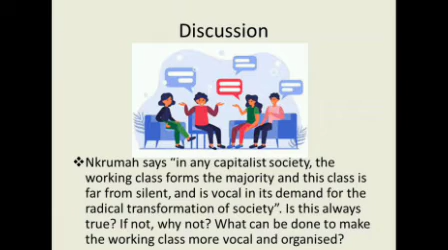 Discussion
❖Nkrumah says “in any capitalist society, the
working class forms the majority and this class is
far from silent, and is vocal in its demand for the
radical transformation of society”. Is this always
true? If not, why not? What can be done to make
the working class more vocal and organised?